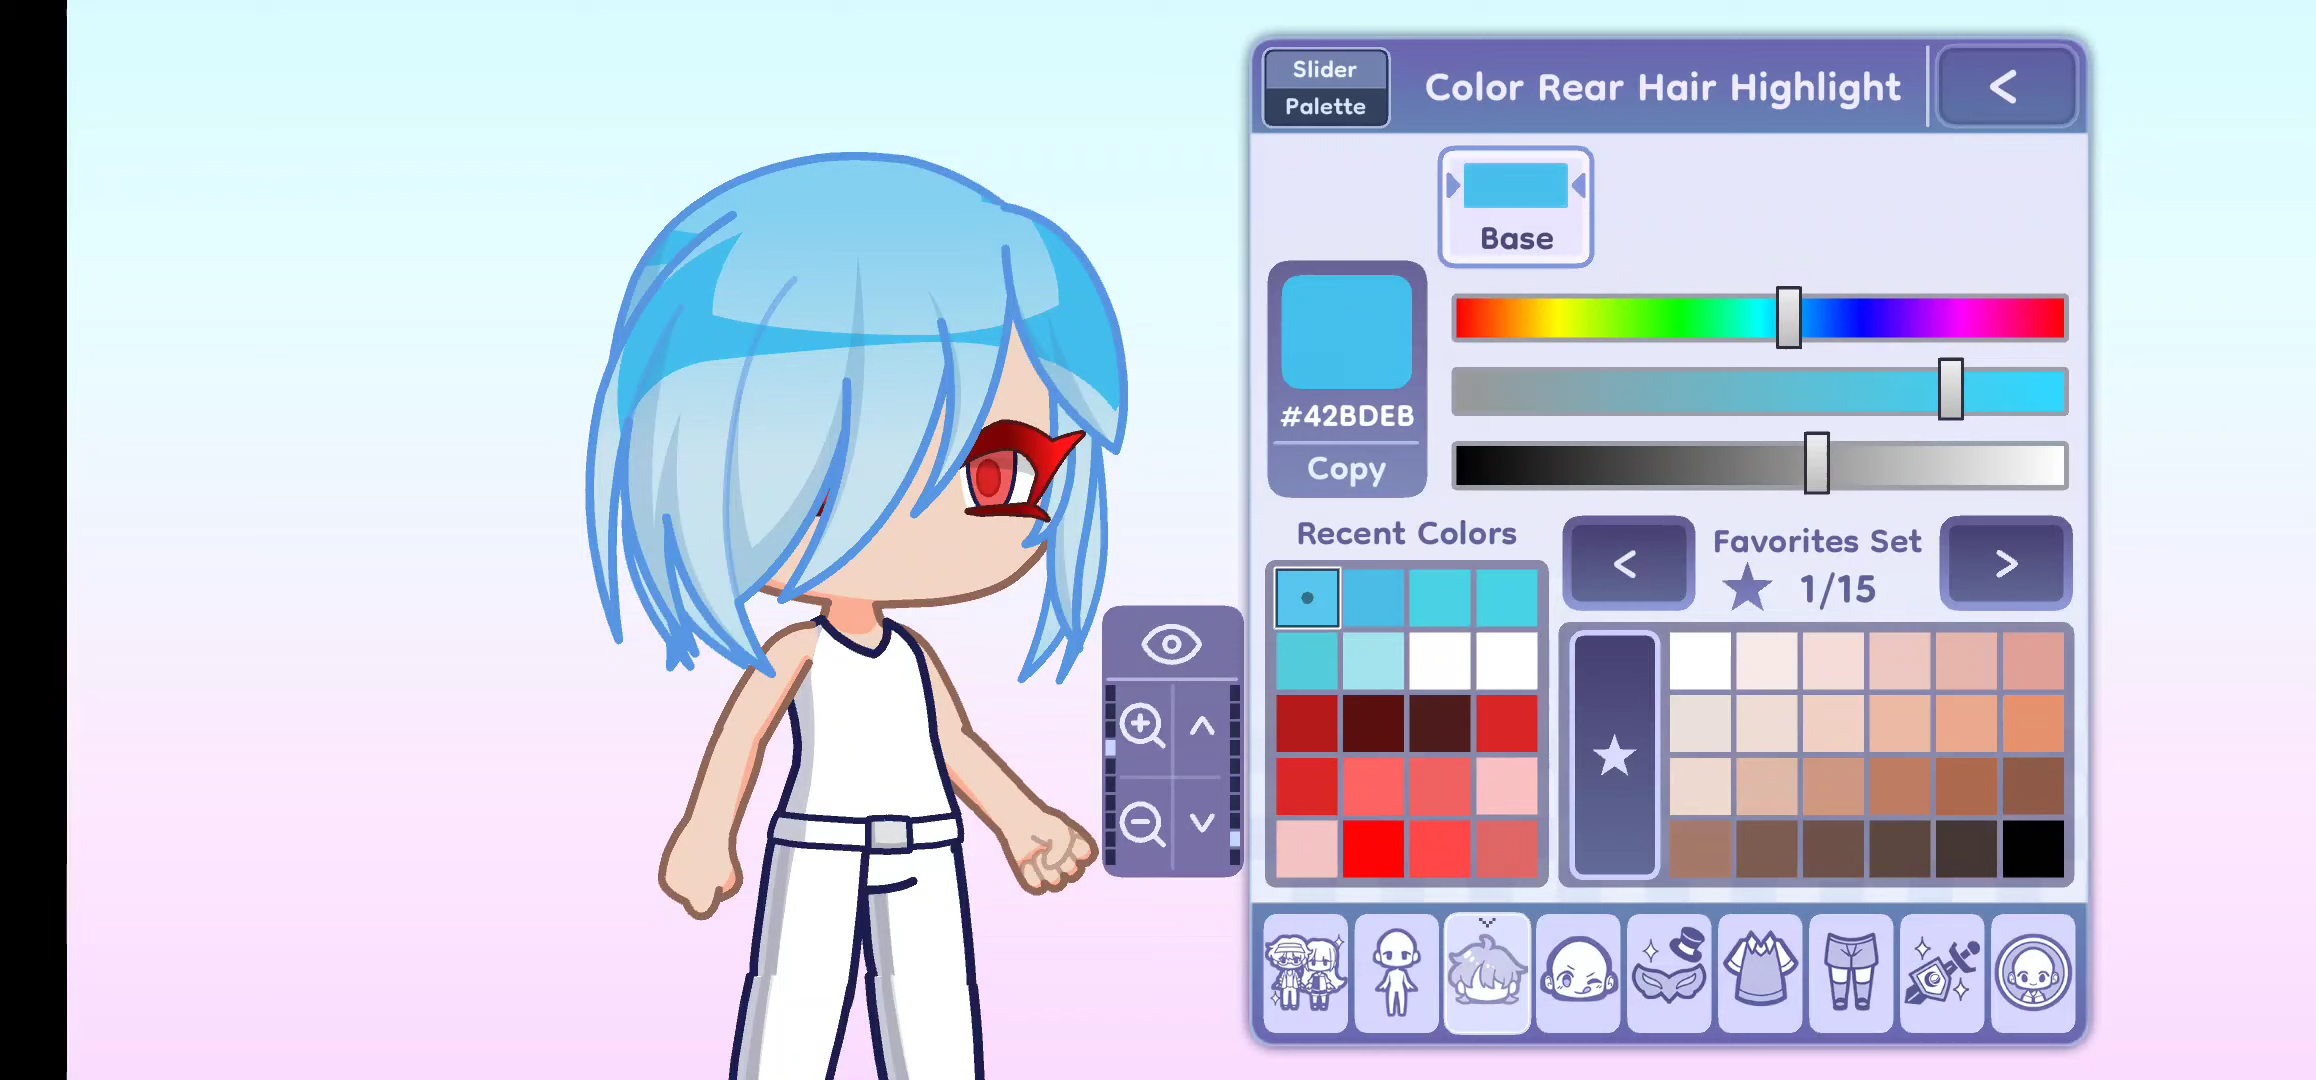 Slider
Palette
Color Rear Hair Highlight
<
Base
#42BDEB
Copy
Recent Colors
<
Favorites Set
1/15
>